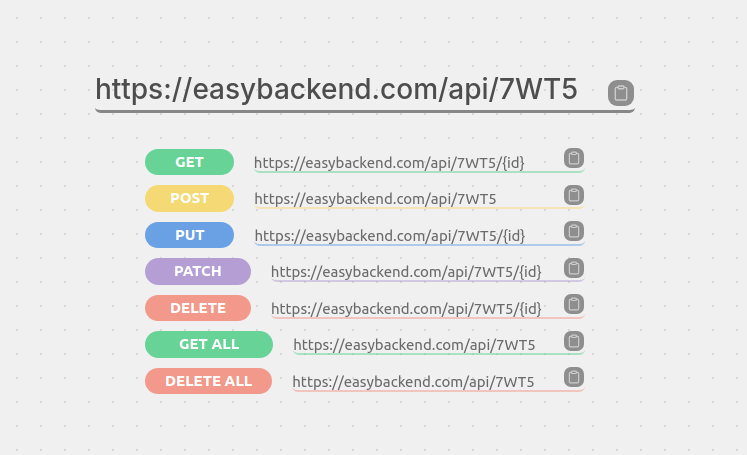 https://easybackend.com/api/7WT5
GET https://easybackend.com/api/7WT5/{id}
POST https://easybackend.com/api/7WT5
PUT https://easybackend.com/api/7WT5/{id}
PATCH https://easybackend.com/api/7WT5/{id}
DELETE https://easybackend.com/api/7WT5/{id}
GET ALL https://easybackend.com/api/7WT5
DELETE ALL https://easybackend.com/api/7WT5